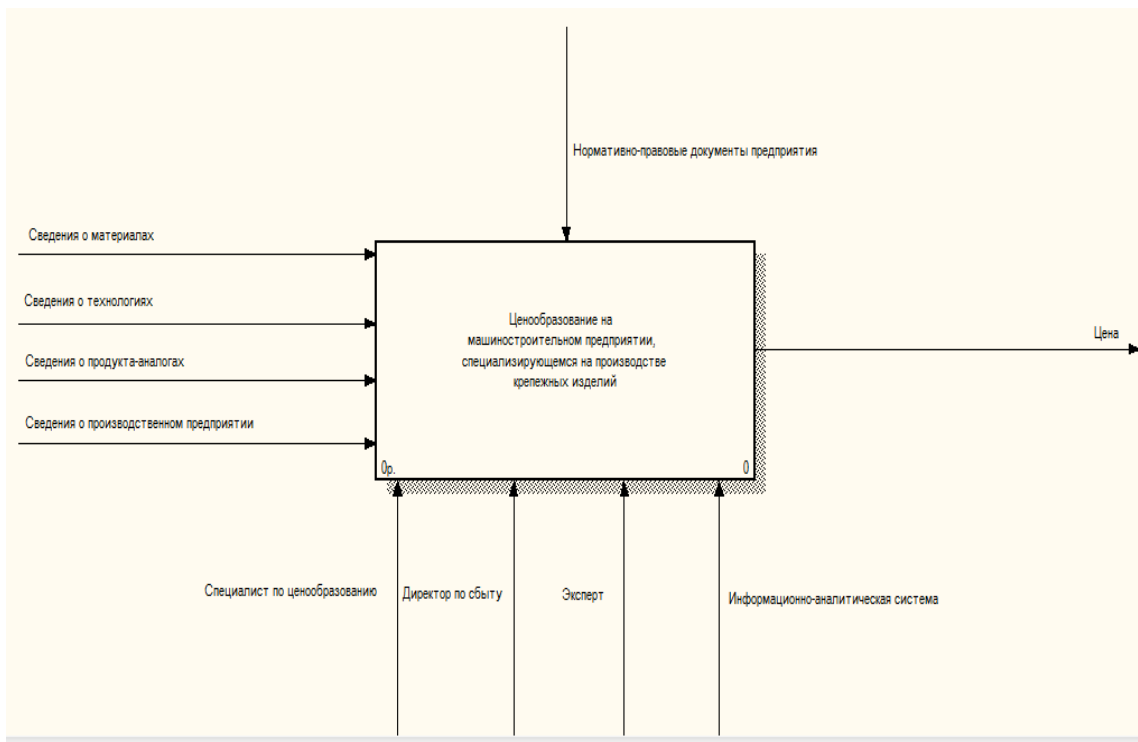 Нормативно-правовые документы предприятия
Сведения о материалах
Сведения о технологиях
Сведения о продукта-аналогах
Сведения о производственном предприятии
Ценообразование на
машиностроительном предприятии,
специализирующемся на производстве
крепежных изделий
0р.
0
Цена
Специалист по ценообразованию
Директор по сбыту
Эксперт
Информационно-аналитическая система